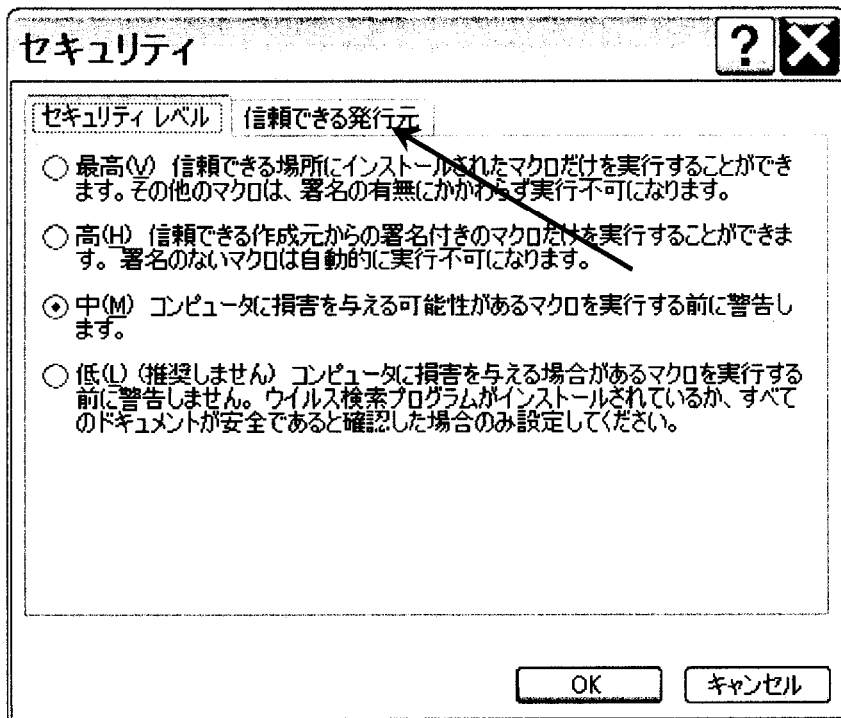 セキュリティ
?
セキュリティ レベル 信頼できる発行元
最高(V) 信頼できる場所にインストールされたマクロだけを実行することができ
ます。その他のマクロは、署名の有無にかかわらず実行不可になります。
高(H) 信頼できる作成元からの署名付きのマクロだけを実行することができま
す。署名のないマクロは自動的に実行不可になります。
中(M) コンピュータに損害を与える可能性があるマクロを実行する前に警告し
ます。
低(L) (推奨しません) コンピュータに損害を与える場合があるマクロを実行する
前に警告しません。ウイルス検索プログラムがインストールされているか、すべて
のドキュメントが安全であると確認した場合のみ設定してください。
OK キャンセル